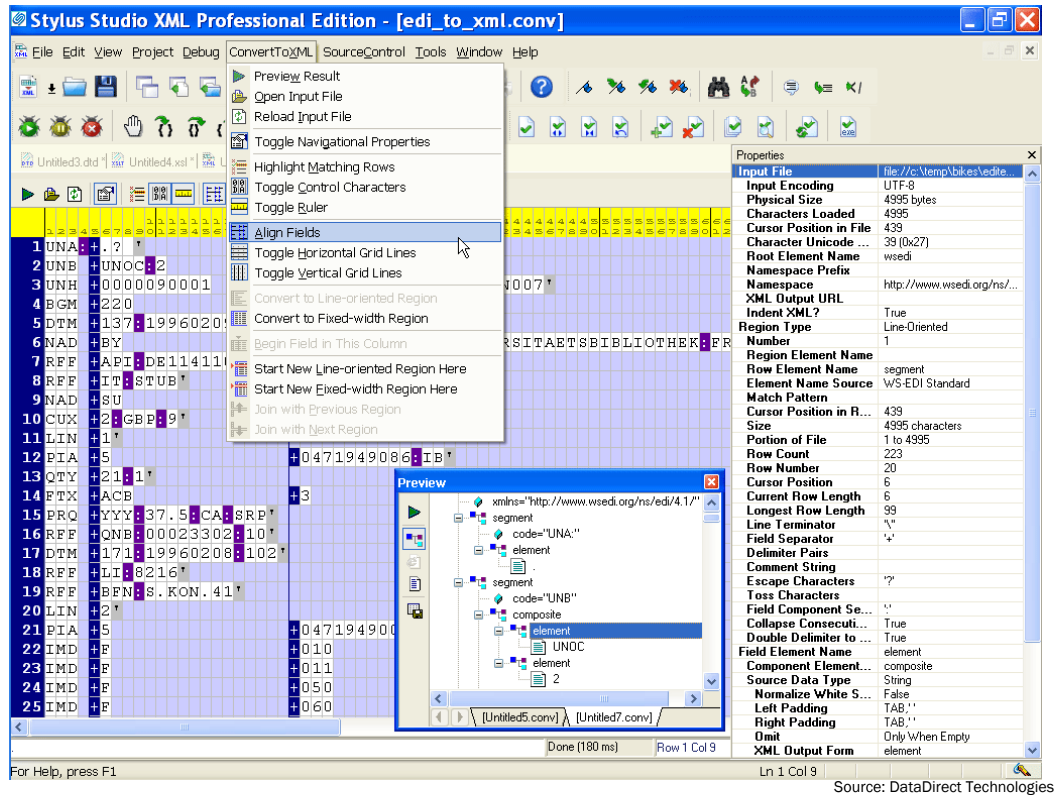 Stylus Studio XML Professional Edition - [edi_to_xml.conv]
File Edit View Project Debug ConvertToXML SourceControl Tools Window Help
Preview Result
Open Input File
Reload Input File
Toggle Navigational Properties
Highlight Matching Rows
Toggle Control Characters
Toggle Ruler
Align Fields
Toggle Horizontal Grid Lines
Toggle Vertical Grid Lines
Convert to Line-oriented Region
Convert to Fixed-width Region
Begin Field in This Column
Start New Line-oriented Region Here
Start New Fixed-width Region Here
Join with Previous Region
Join with Next Region
Untitled3.dtd * Untitled4.xsl *
1 UNA:+.? '
2 UNB +UNOC:2
3 UNH +0000090001 N007'
4 BGM +220
5 DTM +137:1996020
6 NAD +BY RSITAETSBIBLIOTHEK:FR
7 RFF +API:DE11411
8 RFF +IT:STUB'
9 NAD +SU
10 CUX +2:GBP:9'
11 LIN +1'
12 PIA +5 +0471949086:IB'
13 QTY +21:1'
14 FTX +ACB +3
15 PRQ +YYY:37.5:CA:SRP'
16 RFF +QNB:00023302:10'
17 DTM +171:19960208:102'
18 RFF +LI:8216'
19 RFF +BFN:S.KON.41'
20 LIN +2'
21 PIA +5 +04719490
22 IMD +F +010
23 IMD +F +011
24 IMD +F +050
25 IMD +F +060
Preview
xmlns="http://www.wsedi.org/ns/edi/4.1/"
segment
code="UNA:"
element
.
segment
code="UNB"
composite
element
UNOC
element
2
[Untitled5.conv] [Untitled7.conv]
Done (180 ms) Row 1 Col 9
Properties
Input File file://c:\temp\bikes\edite...
Input Encoding UTF-8
Physical Size 4995 bytes
Characters Loaded 4995
Cursor Position in File 439
Character Unicode ... 39 (0x27)
Root Element Name wsedi
Namespace Prefix
Namespace http://www.wsedi.org/ns/...
XML Output URL
Indent XML? True
Region Type Line-Oriented
Number 1
Region Element Name
Row Element Name segment
Element Name Source WS-EDI Standard
Match Pattern
Cursor Position in R... 439
Size 4995 characters
Portion of File 1 to 4995
Row Count 223
Row Number 20
Cursor Position 6
Current Row Length 6
Longest Row Length 99
Line Terminator '\''
Field Separator '+'
Delimiter Pairs
Comment String
Escape Characters '?'
Toss Characters
Field Component Se... ':'
Collapse Consecuti... True
Double Delimiter to ... True
Field Element Name element
Component Element... composite
Source Data Type String
Normalize White S... False
Left Padding TAB,' '
Right Padding TAB,' '
Omit Only When Empty
XML Output Form element
For Help, press F1
Ln 1 Col 9
Source: DataDirect Technologies